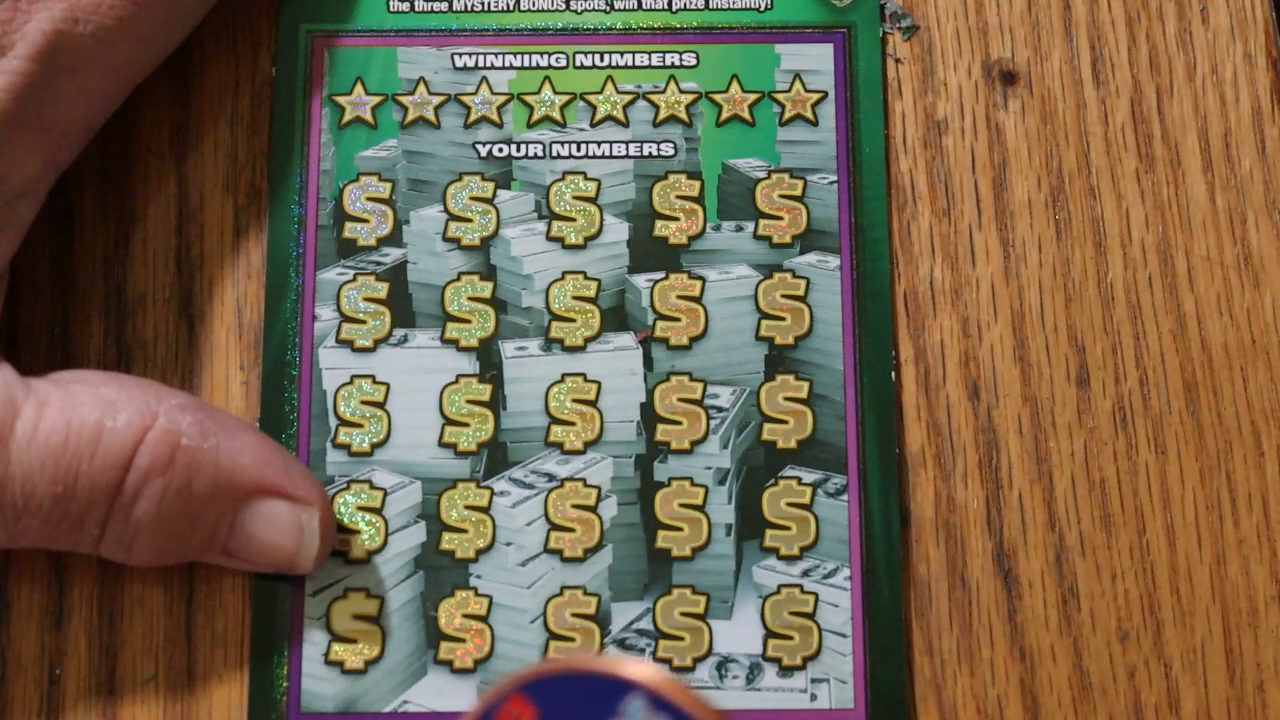 the three MYSTERY BONUS spots, win that prize instantly!
WINNING NUMBERS
YOUR NUMBERS
$ $ $ $ $
$ $ $ $ $
$ $ $ $ $
$ $ $ $ $
$ $ $ $ $